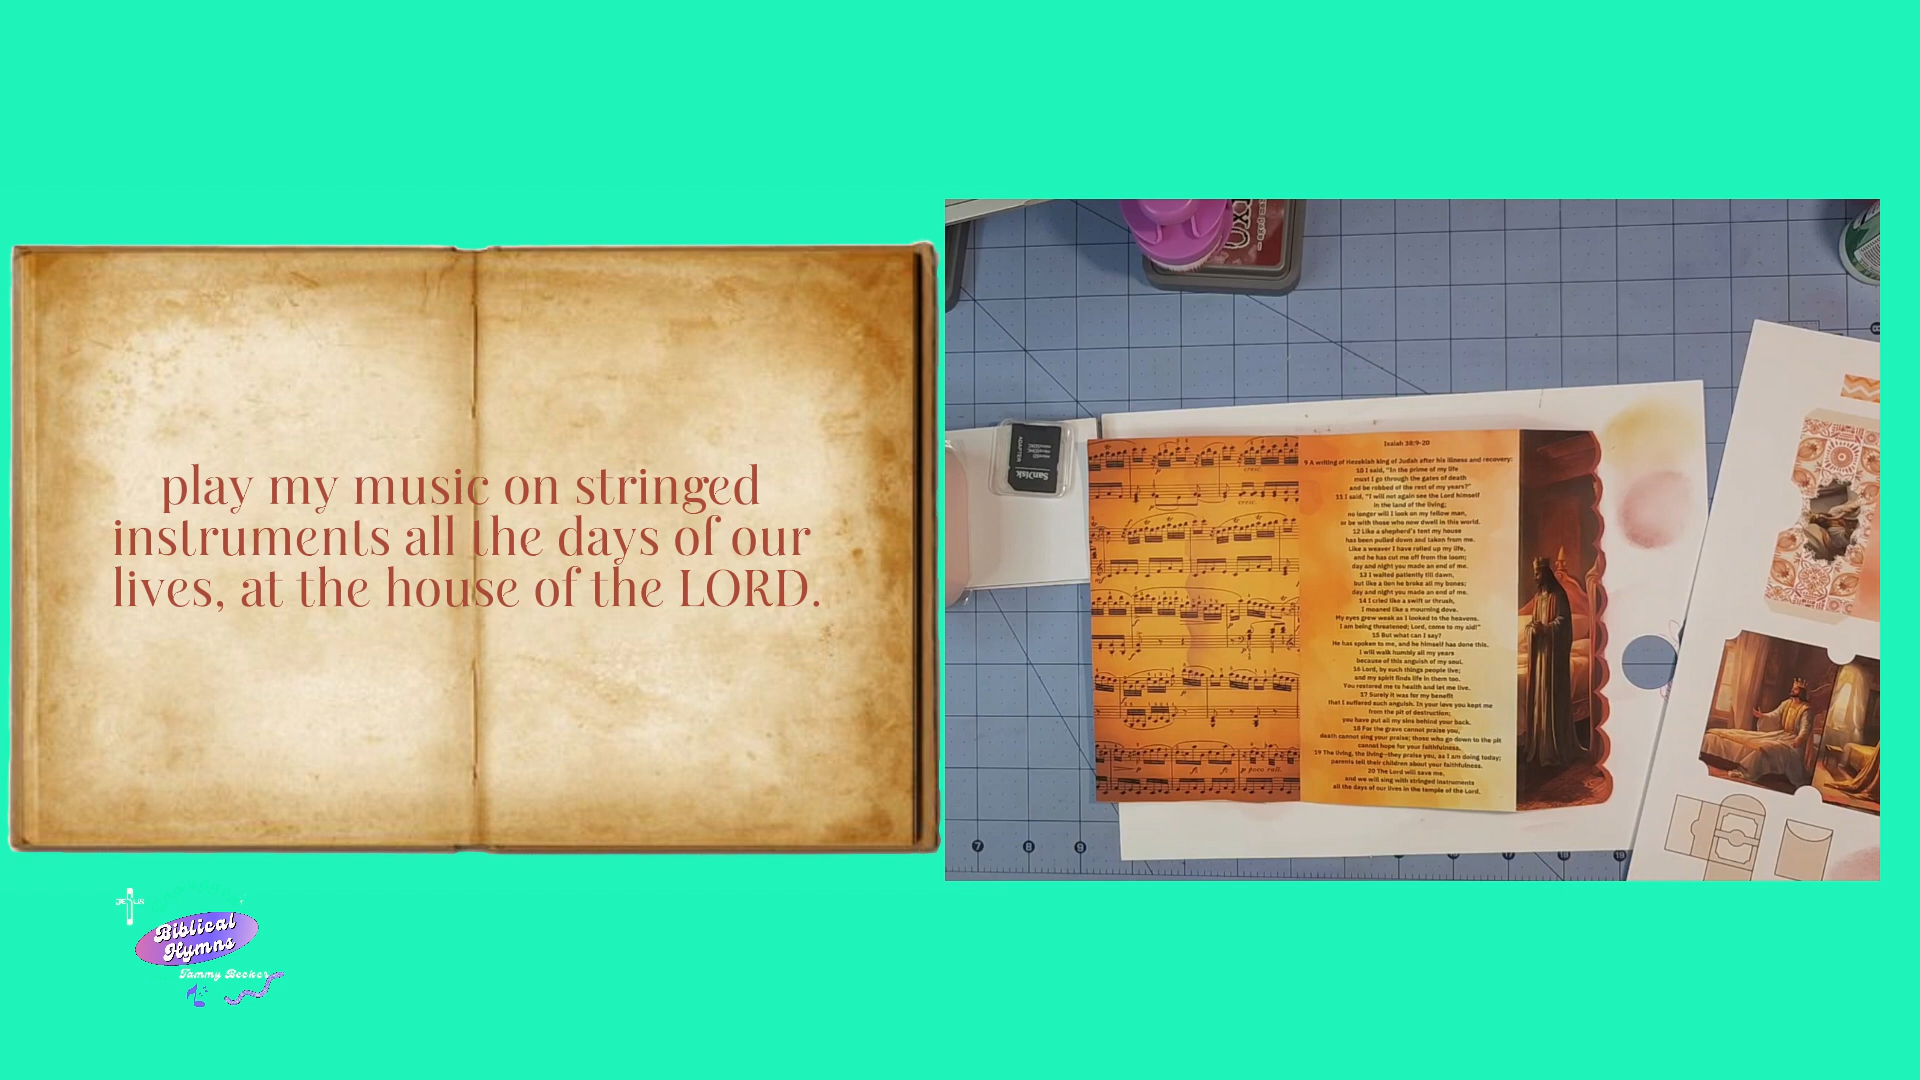 play my music on stringed
instruments all the days of our
lives, at the house of the LORD.
Isaiah 38:9-20
9 A writing of Hezekiah king of Judah after his illness and recovery:
10 I said, "In the prime of my life
must I go through the gates of death
and be robbed of the rest of my years?"
11 I said, "I will not again see the Lord himself
in the land of the living;
no longer will I look on my fellow man,
or be with those who now dwell in this world.
12 Like a shepherd's tent my house
has been pulled down and taken from me.
Like a weaver I have rolled up my life,
and he has cut me off from the loom;
day and night you made an end of me.
13 I waited patiently till dawn,
but like a lion he broke all my bones;
day and night you made an end of me.
14 I cried like a swift or thrush,
I moaned like a mourning dove.
My eyes grew weak as I looked to the heavens.
I am being threatened; Lord, come to my aid!"
15 But what can I say?
He has spoken to me, and he himself has done this.
I will walk humbly all my years
because of this anguish of my soul.
16 Lord, by such things people live;
and my spirit finds life in them too.
You restored me to health and let me live.
17 Surely it was for my benefit
that I suffered such anguish. In your love you kept me
from the pit of destruction;
you have put all my sins behind your back.
18 For the grave cannot praise you,
death cannot sing your praise; those who go down to the pit
cannot hope for your faithfulness.
19 The living, the living—they praise you, as I am doing today;
parents tell their children about your faithfulness.
20 The Lord will save me,
and we will sing with stringed instruments
all the days of our lives in the temple of the Lord.
cresc.
cresc.
p poco rall.
SanDisk
ADAPTER
7 8 9 18 19
Biblical
Hymns
Tammy Becker